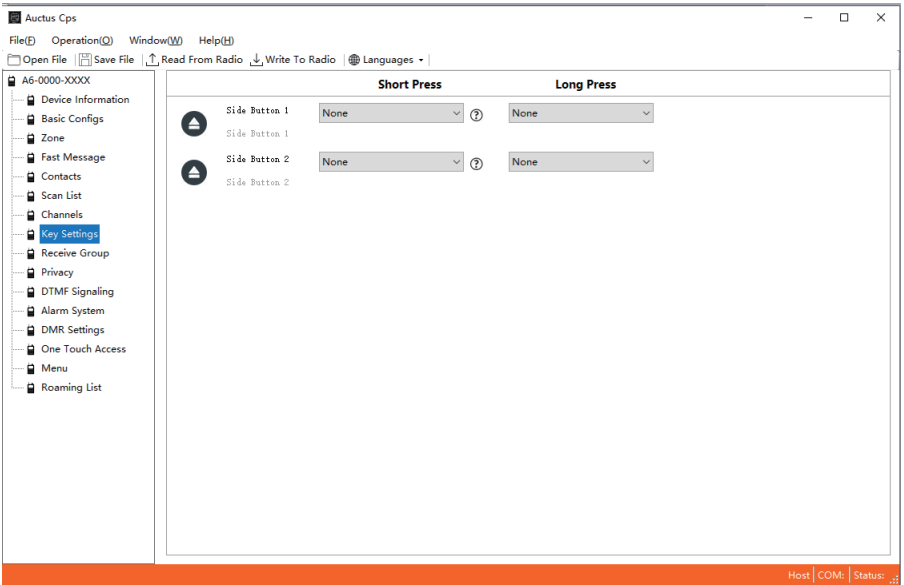 Auctus Cps
File(F) Operation(O) Window(W) Help(H)
Open File Save File Read From Radio Write To Radio Languages
A6-0000-XXXX
Device Information
Basic Configs
Zone
Fast Message
Contacts
Scan List
Channels
Key Settings
Receive Group
Privacy
DTMF Signaling
Alarm System
DMR Settings
One Touch Access
Menu
Roaming List
Short Press Long Press
Side Button 1 None ? None
Side Button 1
Side Button 2 None ? None
Side Button 2
Host COM: Status: